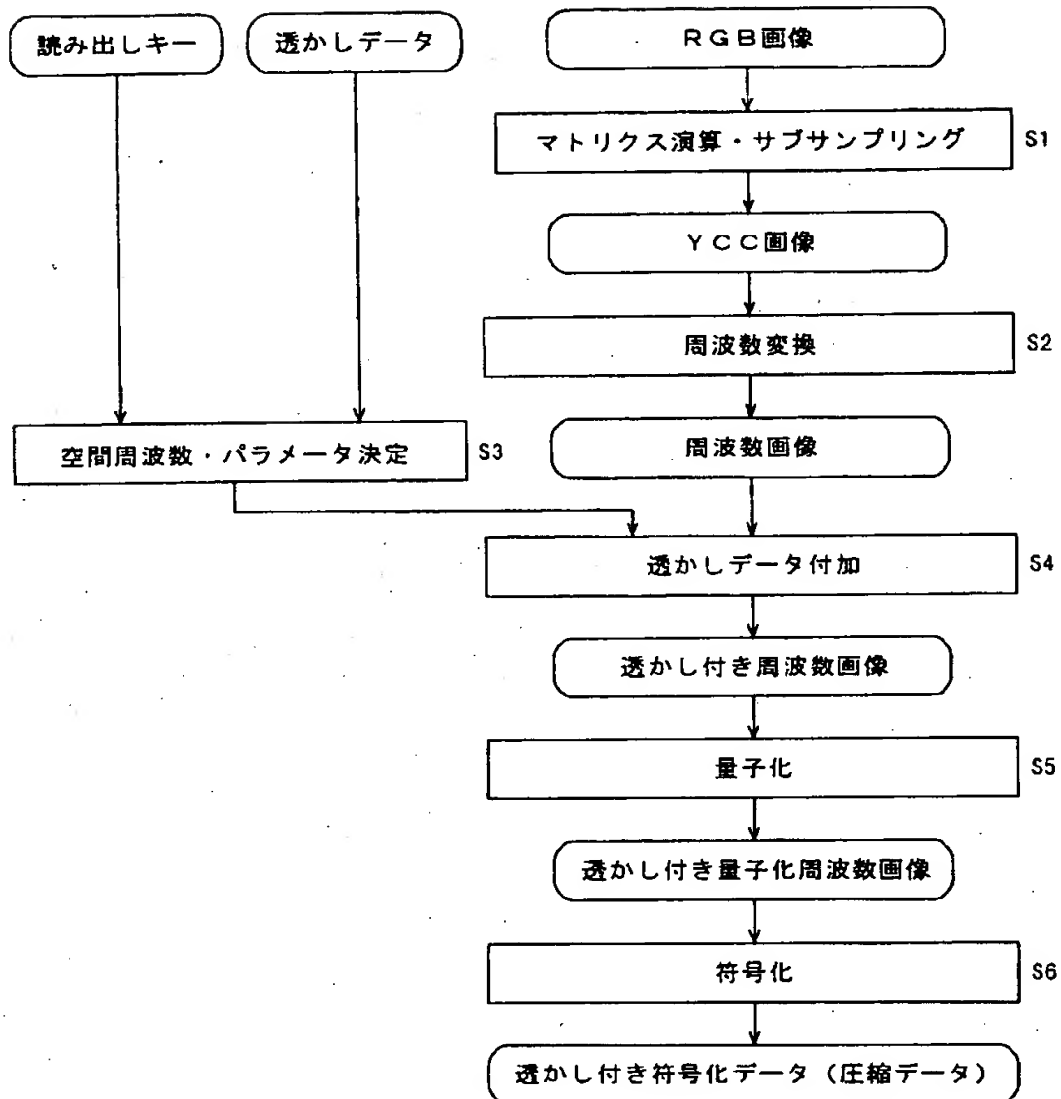 読み出しキー
透かしデータ
RGB画像
マトリクス演算・サブサンプリング
S1
YCC画像
周波数変換
S2
空間周波数・パラメータ決定
S3
周波数画像
透かしデータ付加
S4
透かし付き周波数画像
量子化
S5
透かし付き量子化周波数画像
符号化
S6
透かし付き符号化データ（圧縮データ）